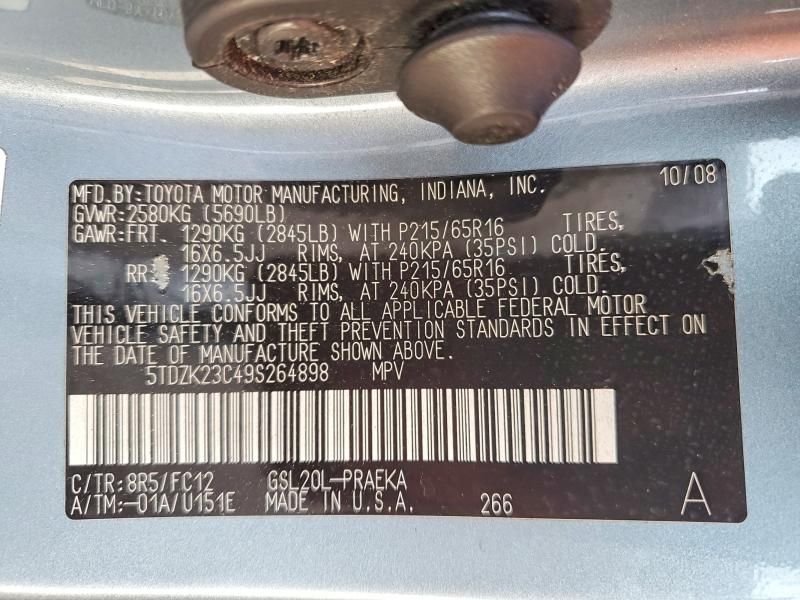 MFD.BY:TOYOTA MOTOR MANUFACTURING, INDIANA, INC. 10/08
GVWR:2580KG (5690LB)
GAWR:FRT. 1290KG (2845LB) WITH P215/65R16 TIRES,
16X6.5JJ RIMS, AT 240KPA (35PSI) COLD.
RR. 1290KG (2845LB) WITH P215/65R16 TIRES,
16X6.5JJ RIMS, AT 240KPA (35PSI) COLD.
THIS VEHICLE CONFORMS TO ALL APPLICABLE FEDERAL MOTOR
VEHICLE SAFETY AND THEFT PREVENTION STANDARDS IN EFFECT ON
THE DATE OF MANUFACTURE SHOWN ABOVE.
5TDZK23C49S264898 MPV
C/TR:8R5/FC12 GSL20L-PRAEKA
A/TM:-01A/U151E MADE IN U.S.A. 266 A